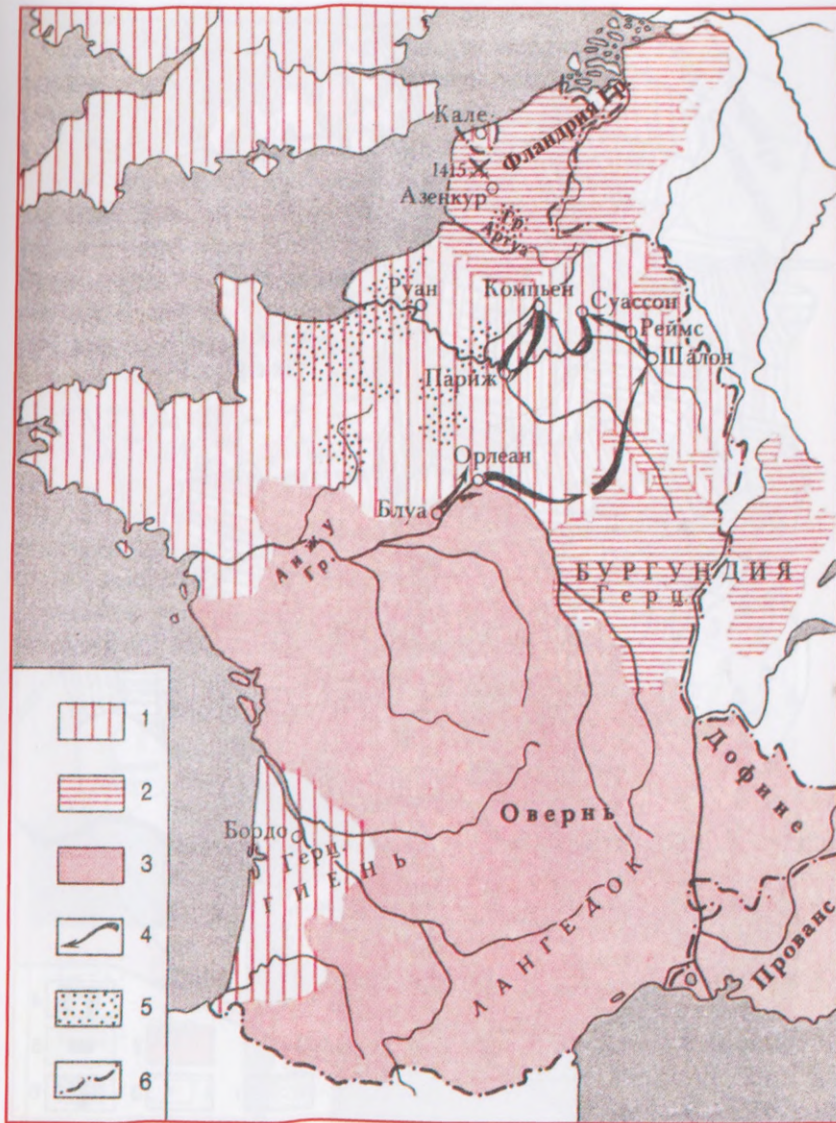 Кале
Фландрия Гр.
1415
Азенкур
Гр.
Артуа
Руан
Компьен
Суассон
Реймс
Шалон
Париж
Орлеан
Блуа
Анжу
Гр.
БУРГУНДИЯ
Герц.
Дофине
Овернь
Бордо
Герц.
ГИЕНЬ
ЛАНГЕДОК
Прованс
1
2
3
4
5
6